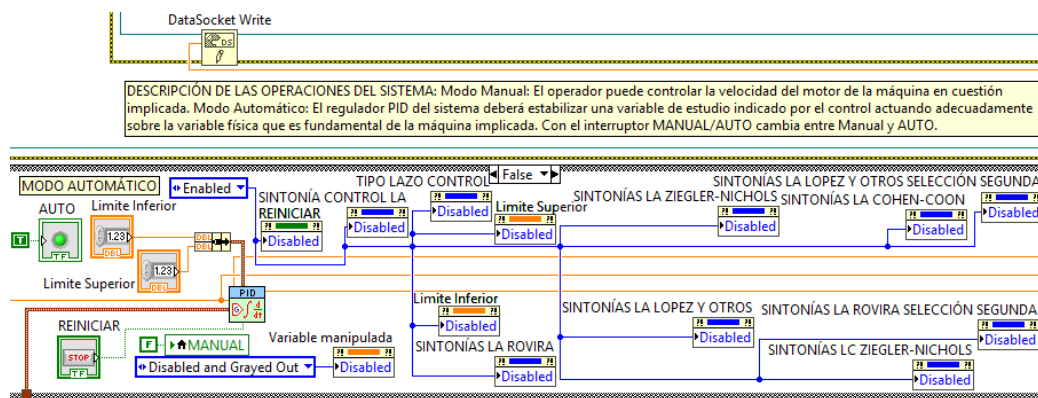 DataSocket Write
DS
DESCRIPCIÓN DE LAS OPERACIONES DEL SISTEMA: Modo Manual: El operador puede controlar la velocidad del motor de la máquina en cuestión
implicada. Modo Automático: El regulador PID del sistema deberá estabilizar una variable de estudio indicado por el control actuando adecuadamente
sobre la variable física que es fundamental de la máquina implicada. Con el interruptor MANUAL/AUTO cambia entre Manual y AUTO.
False
MODO AUTOMÁTICO
Enabled
TIPO LAZO CONTROL
Disabled
SINTONÍA CONTROL LA
Disabled
REINICIAR
Disabled
Limite Superior
Disabled
SINTONÍAS LA ZIEGLER-NICHOLS
Disabled
SINTONÍAS LA LOPEZ Y OTROS SELECCIÓN SEGUNDA
Disabled
SINTONÍAS LA COHEN-COON
Disabled
AUTO
T
TF
Limite Inferior
1.23
DBL
Limite Superior
1.23
DBL
DBL
DBL
PID
Limite Inferior
Disabled
SINTONÍAS LA LOPEZ Y OTROS
Disabled
SINTONÍAS LA ROVIRA SELECCIÓN SEGUNDA
Disabled
REINICIAR
STOP
TF
F
MANUAL
Disabled and Grayed Out
Variable manipulada
Disabled
SINTONÍAS LA ROVIRA
Disabled
SINTONÍAS LC ZIEGLER-NICHOLS
Disabled